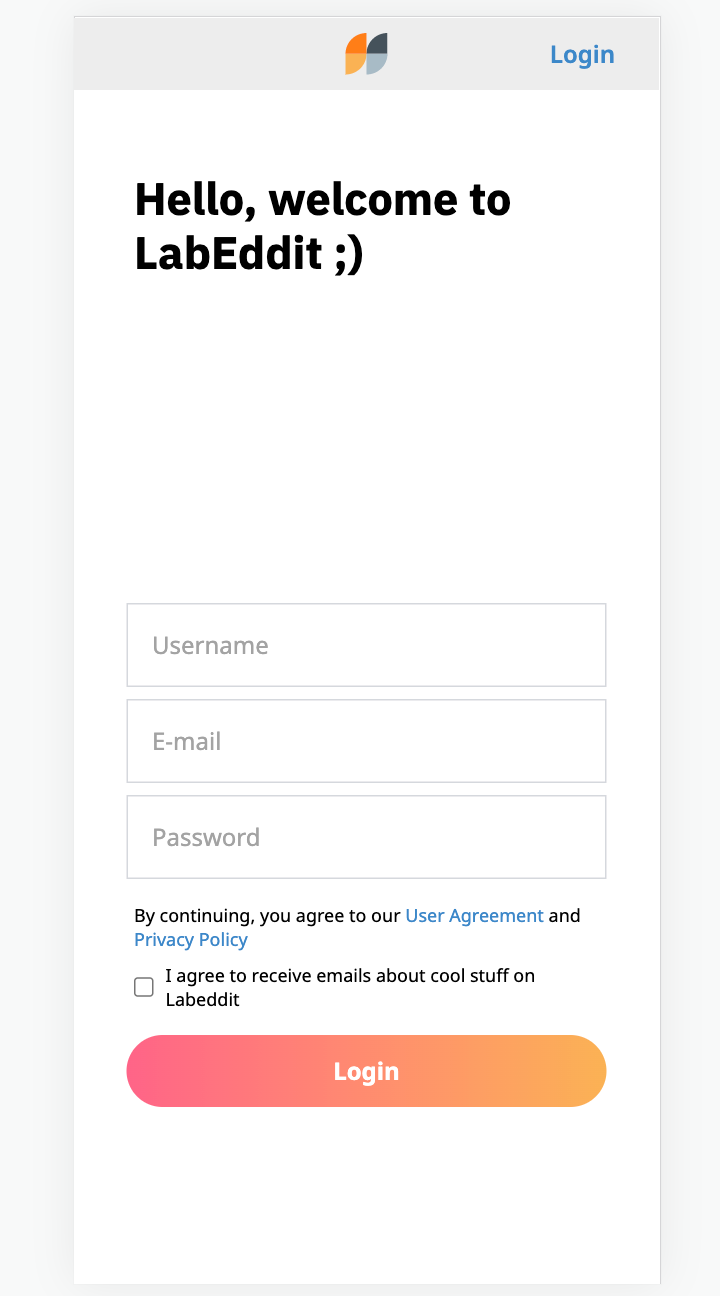 Login
Hello, welcome to
LabEddit ;)
Username
E-mail
Password
By continuing, you agree to our User Agreement and
Privacy Policy
I agree to receive emails about cool stuff on
Labeddit
Login